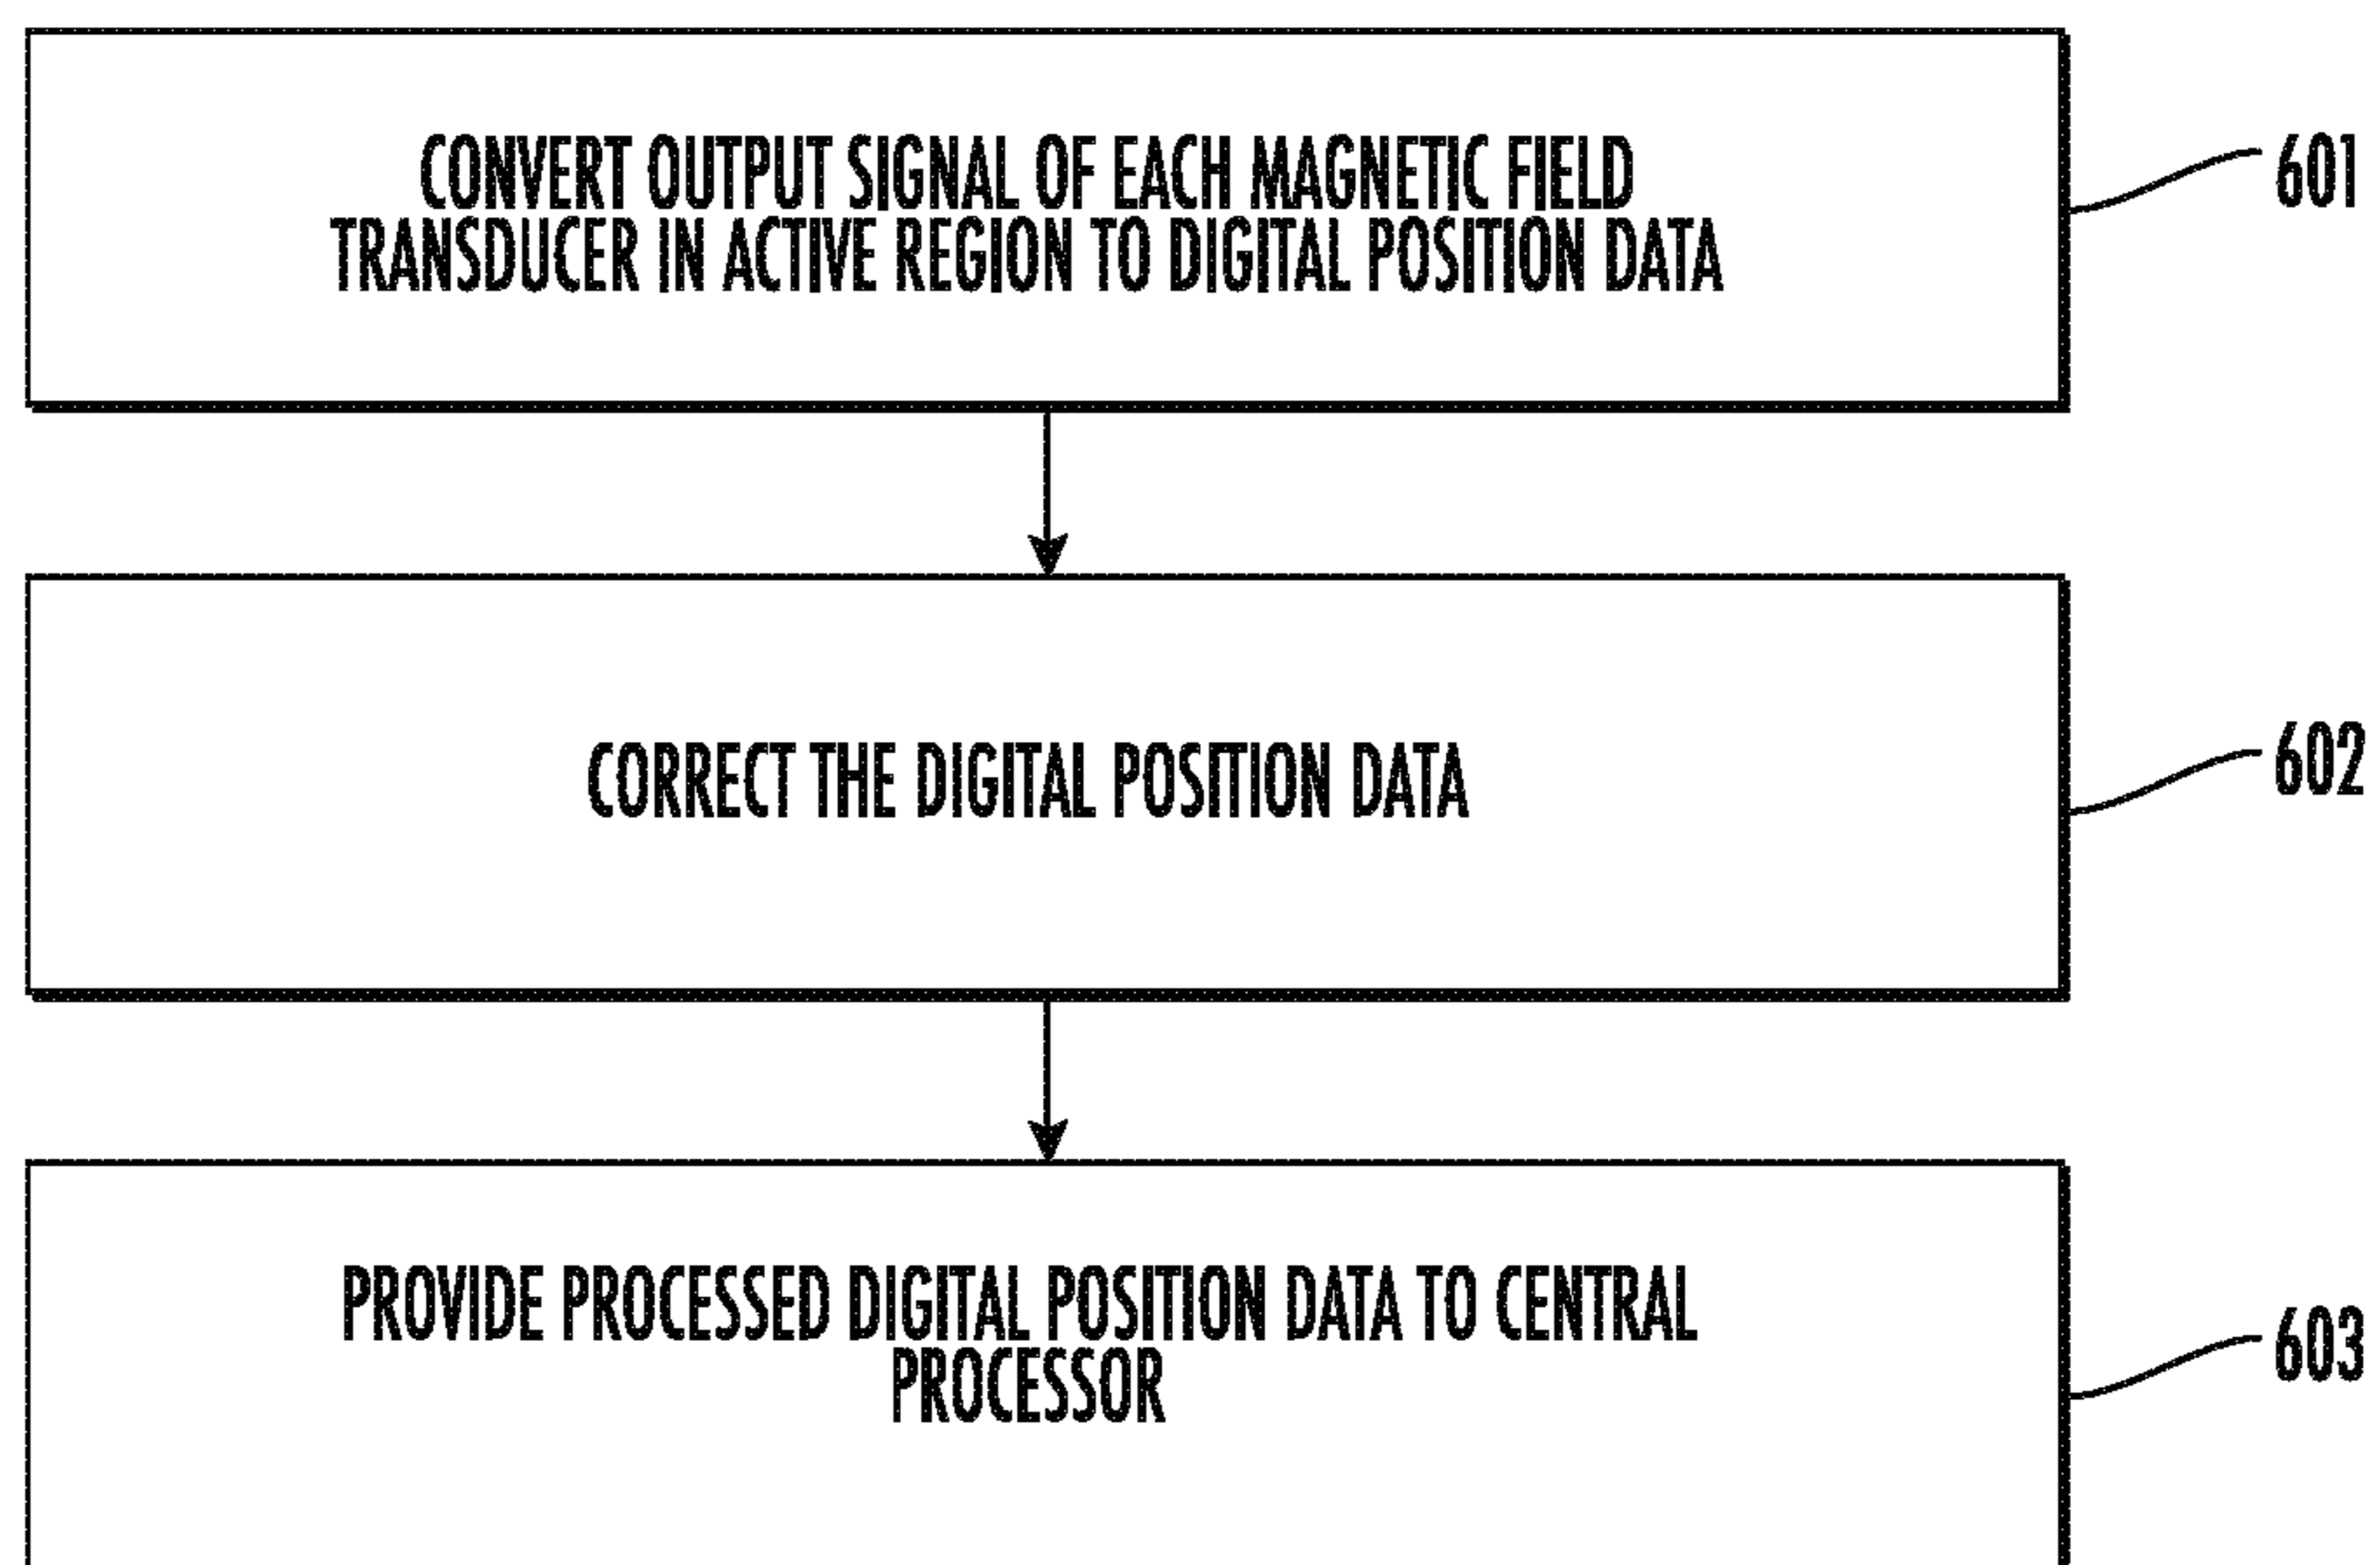 CONVERT OUTPUT SIGNAL OF EACH MAGNETIC FIELD
TRANSDUCER IN ACTIVE REGION TO DIGITAL POSITION DATA
601
CORRECT THE DIGITAL POSITION DATA
602
PROVIDE PROCESSED DIGITAL POSITION DATA TO CENTRAL
PROCESSOR
603